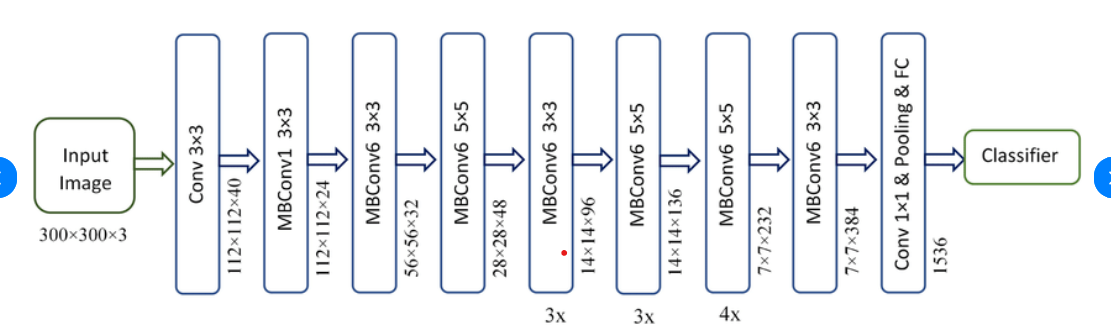 Input
Image
300×300×3
Conv 3×3
112×112×40
MBConv1 3×3
112×112×24
MBConv6 3×3
56×56×32
MBConv6 5×5
28×28×48
MBConv6 3×3
3x
14×14×96
MBConv6 5×5
3x
14×14×136
MBConv6 5×5
4x
7×7×232
MBConv6 3×3
7×7×384
Conv 1×1 & Pooling & FC
1536
Classifier